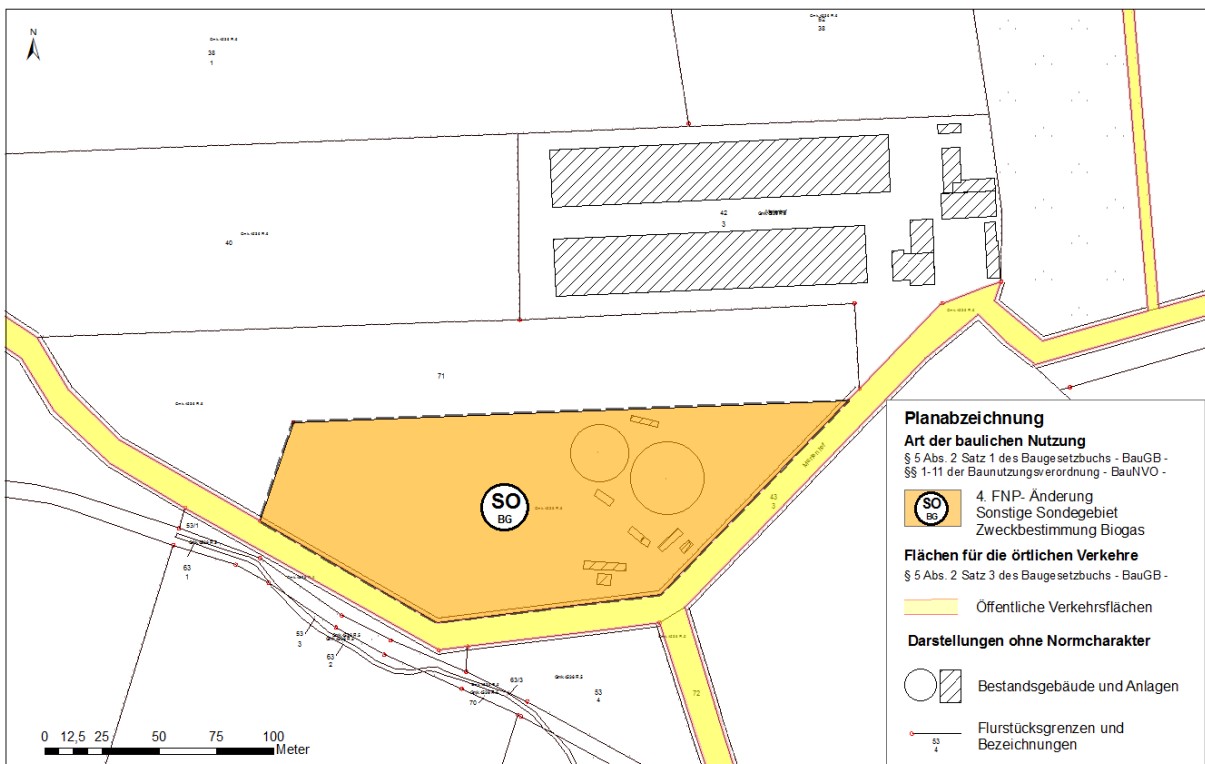 N
38
1
38
40
42
3
71
SO
BG
43
3
53/1
63
1
53
3
63
2
63/3
70
53
4
72
0 12,5 25 50 75 100
Meter
Planabzeichnung
Art der baulichen Nutzung
§ 5 Abs. 2 Satz 1 des Baugesetzbuchs - BauGB -
§§ 1-11 der Baunutzungsverordnung - BauNVO -
SO
BG
4. FNP- Änderung
Sonstige Sondegebiet
Zweckbestimmung Biogas
Flächen für die örtlichen Verkehre
§ 5 Abs. 2 Satz 3 des Baugesetzbuchs - BauGB -
Öffentliche Verkehrsflächen
Darstellungen ohne Normcharakter
Bestandsgebäude und Anlagen
53
4
Flurstücksgrenzen und
Bezeichnungen